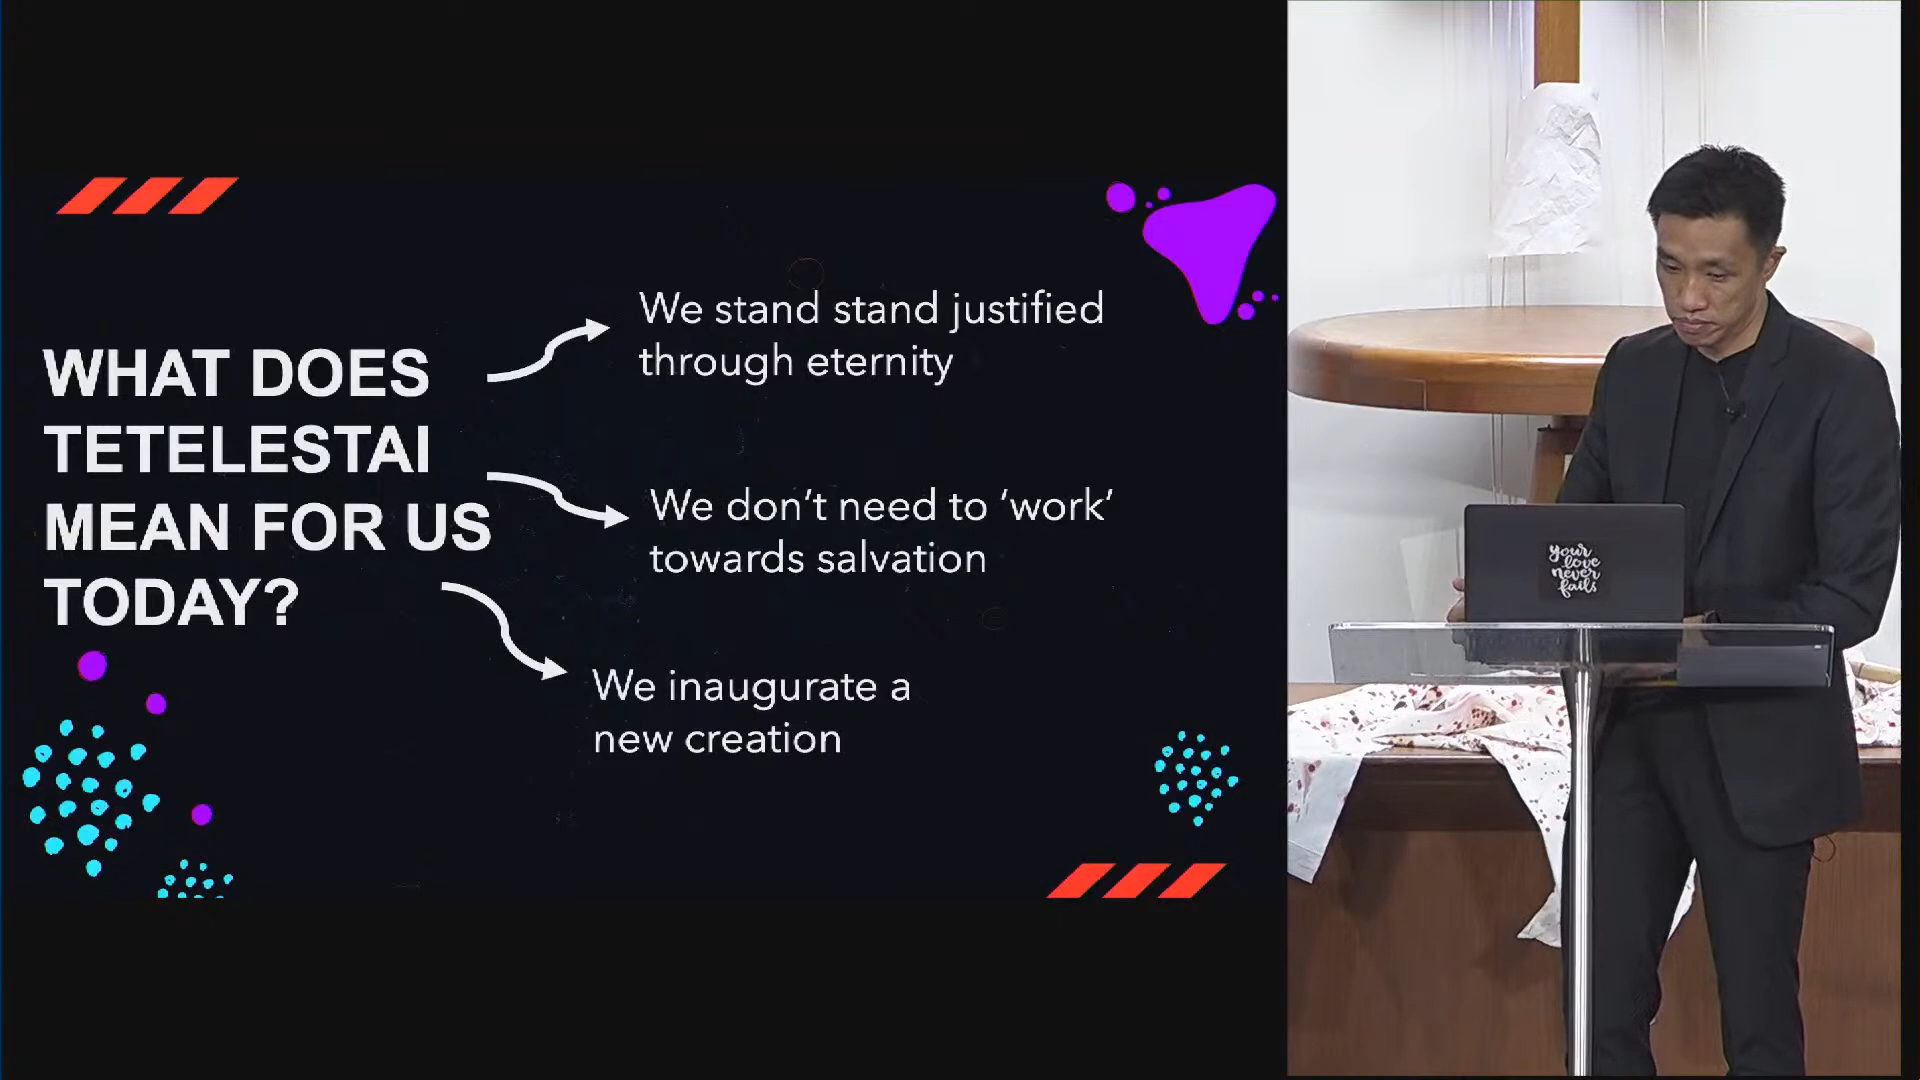 WHAT DOES
TETELESTAI
MEAN FOR US
TODAY?
We stand stand justified
through eternity
We don't need to ‘work’
towards salvation
We inaugurate a
new creation
your
love
never
fails